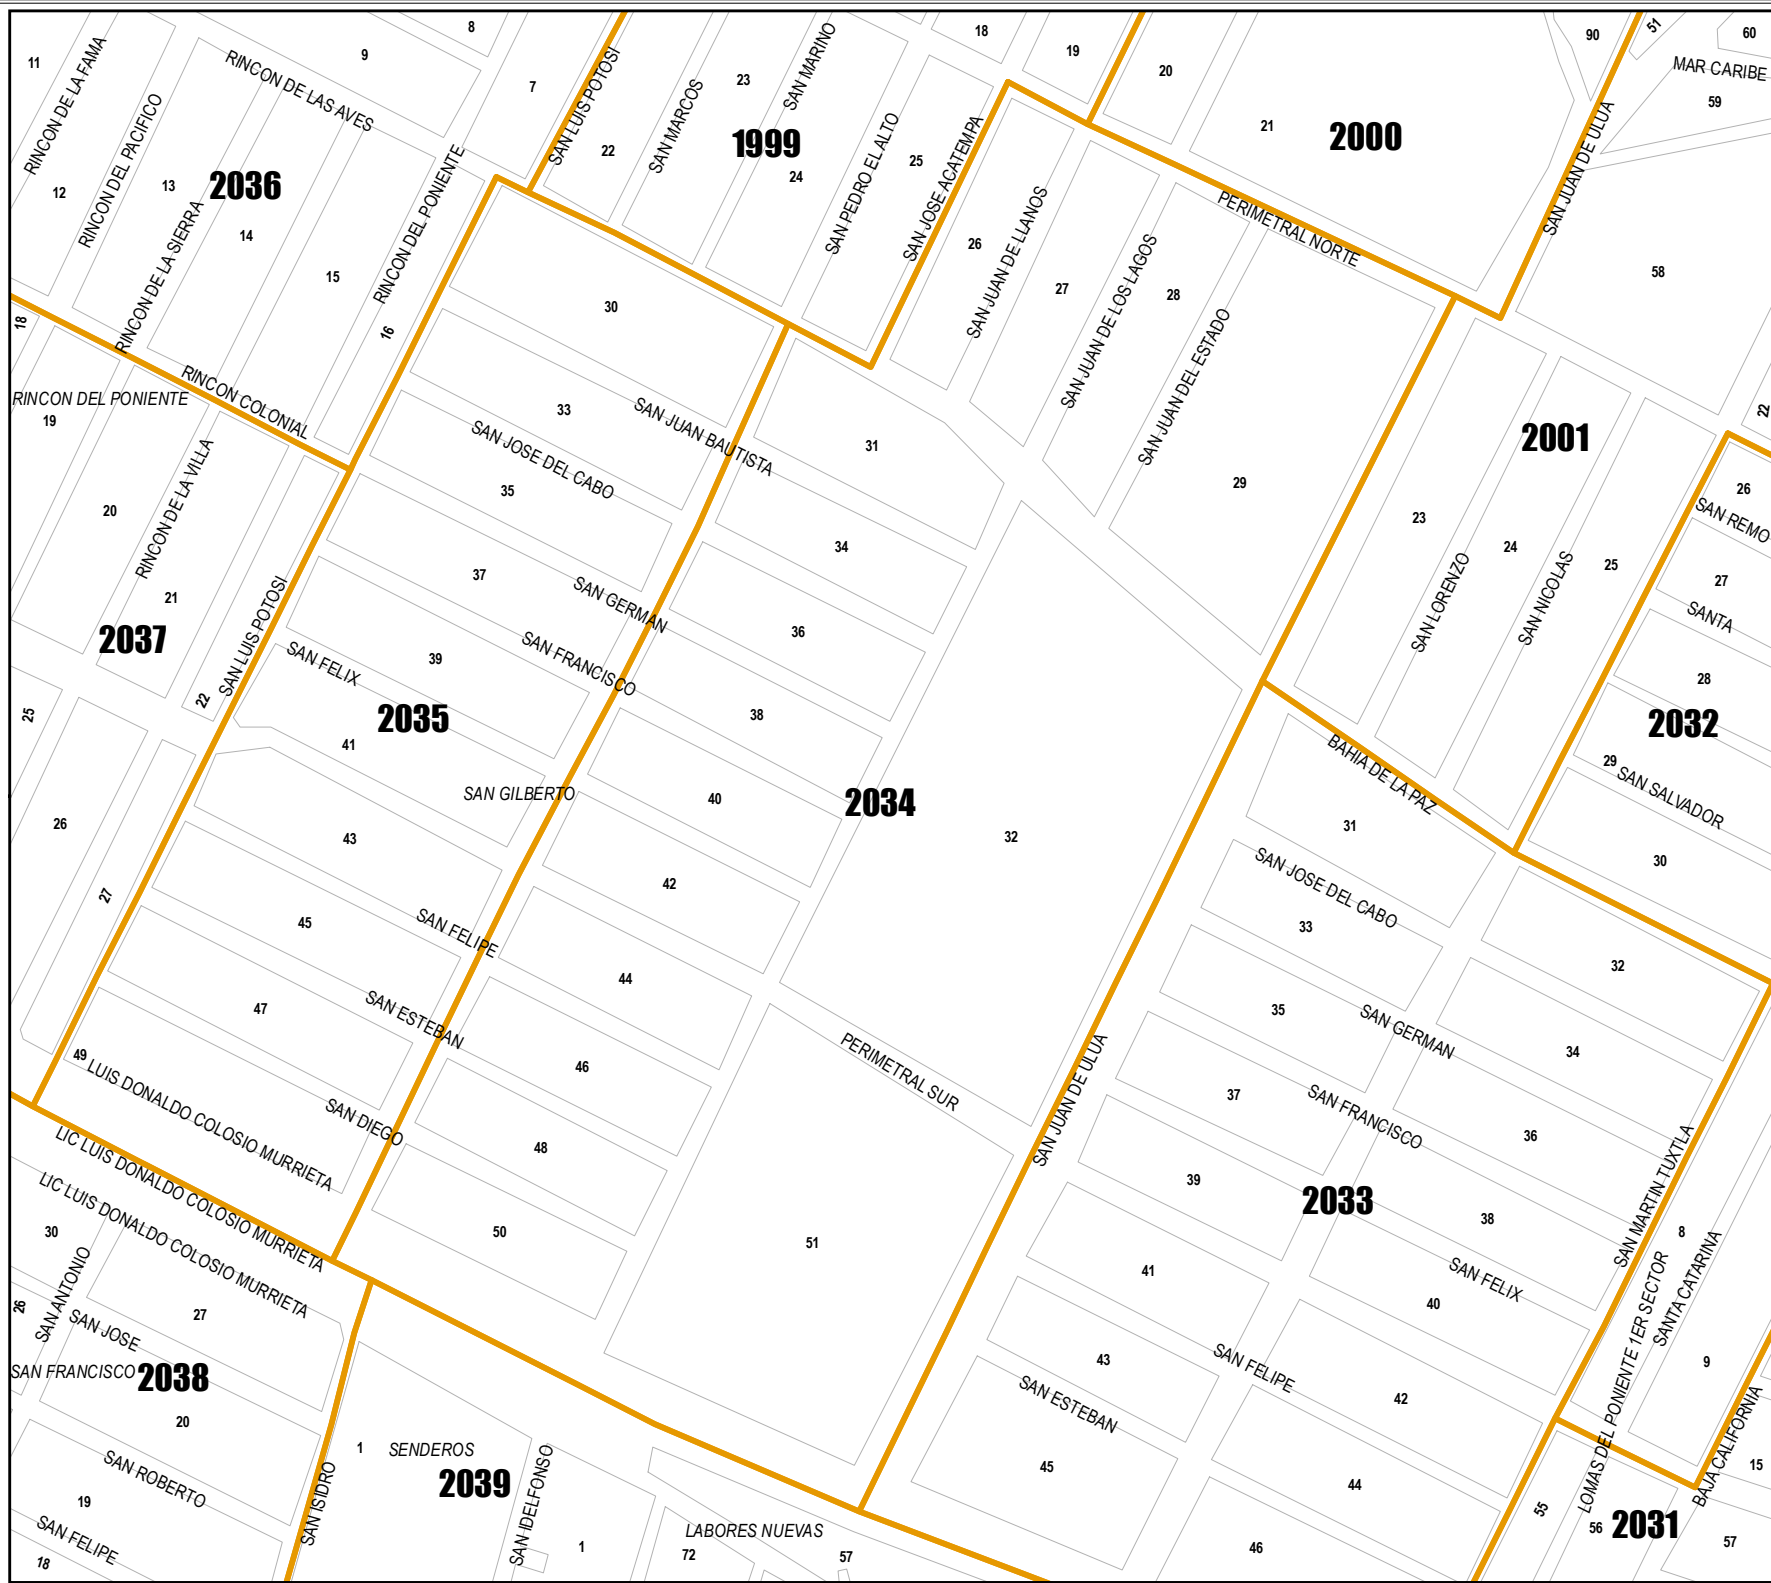 8
18
90
51
60
11
RINCON DE LA FAMA
9
RINCON DE LAS AVES
7
SAN LUIS POTOSI
23
SAN MARINO
19
20
MAR CARIBE
59
SAN MARCOS
1999
22
24
SAN PEDRO EL ALTO
25
SAN JOSE ACATEMPA
21
2000
SAN JUAN DE ULUA
RINCON DEL PACIFICO
12
13
2036
14
RINCON DE LA SIERRA
15
RINCON DEL PONIENTE
16
26
SAN JUAN DE LLANOS
27
SAN JUAN DE LOS LAGOS
28
SAN JUAN DEL ESTADO
PERIMETRAL NORTE
58
18
RINCON COLONIAL
RINCON DEL PONIENTE
19
30
33
SAN JUAN BAUTISTA
31
29
2001
22
RINCON DE LA VILLA
20
SAN JOSE DEL CABO
35
34
23
24
25
26
SAN REMO
21
37
SAN GERMAN
36
SAN LORENZO
SAN NICOLAS
27
SANTA
2037
SAN LUIS POTOSI
22
25
SAN FELIX
39
SAN FRANCISCO
38
28
2032
2035
41
BAHIA DE LA PAZ
29
SAN SALVADOR
SAN GILBERTO
40
2034
32
31
30
26
43
42
SAN JOSE DEL CABO
27
45
SAN FELIPE
33
32
44
47
SAN ESTEBAN
35
SAN GERMAN
34
49
LUIS DONALDO COLOSIO MURRIETA
46
PERIMETRAL SUR
SAN JUAN DE ULUA
37
SAN FRANCISCO
36
SAN DIEGO
48
LIC LUIS DONALDO COLOSIO MURRIETA
LIC LUIS DONALDO COLOSIO MURRIETA
39
2033
38
SAN MARTIN TUXTLA
8
SANTA CATARINA
30
SAN ANTONIO
50
51
41
SAN FELIX
40
LOMAS DEL PONIENTE 1ER SECTOR
26
27
SAN JOSE
SAN FRANCISCO
2038
43
SAN FELIPE
9
SAN ESTEBAN
42
BAJA CALIFORNIA
20
1
SENDEROS
SAN ROBERTO
2039
SAN ISIDRO
SAN IDELFONSO
45
44
15
19
SAN FELIPE
18
1
LABORES NUEVAS
72
57
46
55
56
2031
57